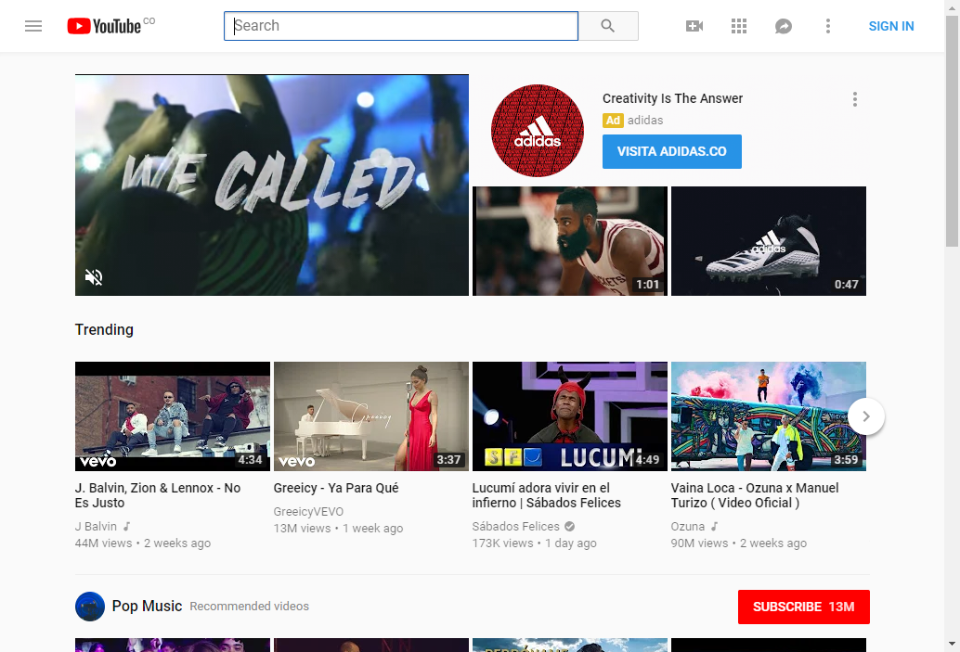 YouTube CO
Search
SIGN IN
WE CALLED
adidas
Creativity Is The Answer
Ad adidas
VISITA ADIDAS.CO
1:01
adidas
0:47
Trending
vevo 4:34
Greeicy
vevo 3:37
SF LUCUMI 4:49
3:59
J. Balvin, Zion & Lennox - No
Es Justo
J Balvin
44M views • 2 weeks ago
Greeicy - Ya Para Qué
GreeicyVEVO
13M views • 1 week ago
Lucumí adora vivir en el
infierno | Sábados Felices
Sábados Felices
173K views • 1 day ago
Vaina Loca - Ozuna x Manuel
Turizo ( Video Oficial )
Ozuna
90M views • 2 weeks ago
Pop Music Recommended videos
SUBSCRIBE 13M